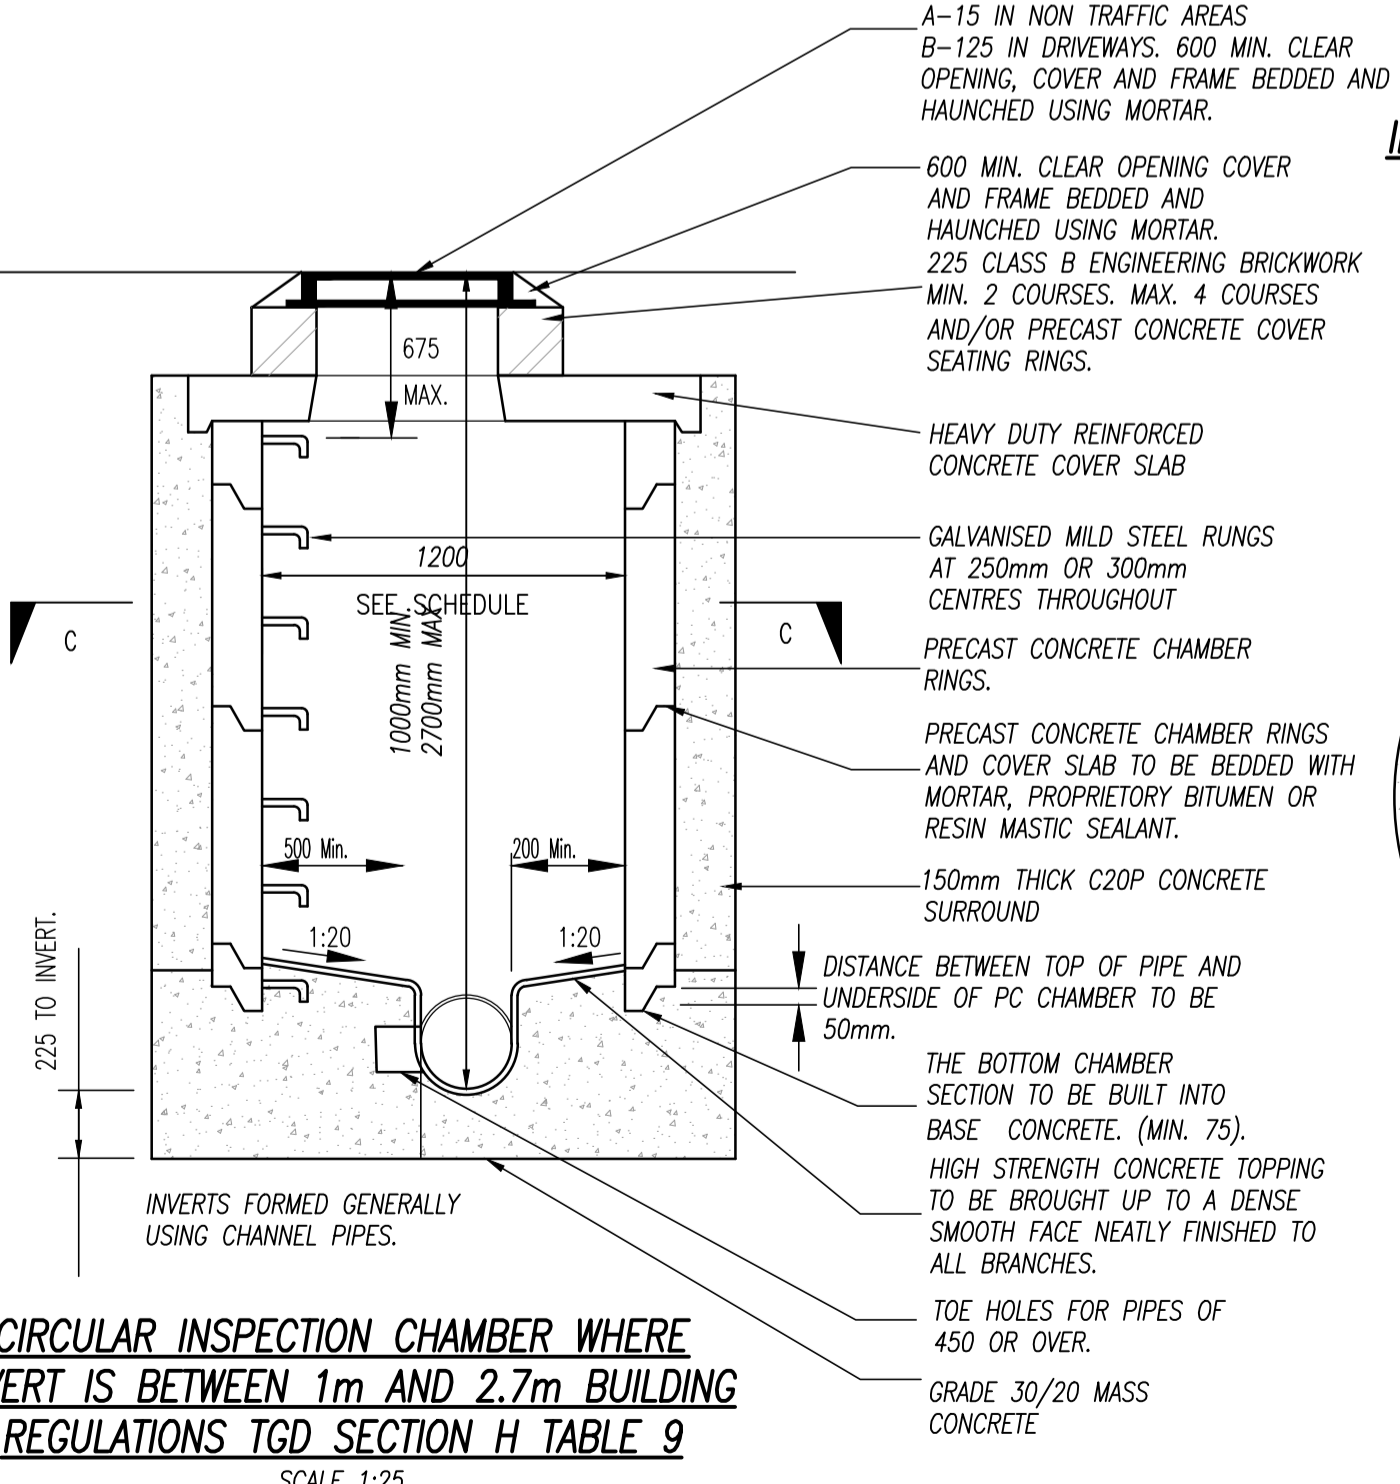 A-15 IN NON TRAFFIC AREAS
B-125 IN DRIVEWAYS. 600 MIN. CLEAR
OPENING, COVER AND FRAME BEDDED AND
HAUNCHED USING MORTAR.
600 MIN. CLEAR OPENING COVER
AND FRAME BEDDED AND
HAUNCHED USING MORTAR.
225 CLASS B ENGINEERING BRICKWORK
MIN. 2 COURSES. MAX. 4 COURSES
AND/OR PRECAST CONCRETE COVER
SEATING RINGS.
675
MAX.
HEAVY DUTY REINFORCED
CONCRETE COVER SLAB
GALVANISED MILD STEEL RUNGS
AT 250mm OR 300mm
CENTRES THROUGHOUT
1200
SEE SCHEDULE
1000mm MIN.
2700mm MAX
C
C
PRECAST CONCRETE CHAMBER
RINGS.
PRECAST CONCRETE CHAMBER RINGS
AND COVER SLAB TO BE BEDDED WITH
MORTAR, PROPRIETORY BITUMEN OR
RESIN MASTIC SEALANT.
500 Min.
200 Min.
150mm THICK C20P CONCRETE
SURROUND
1:20
1:20
225 TO INVERT.
DISTANCE BETWEEN TOP OF PIPE AND
UNDERSIDE OF PC CHAMBER TO BE
50mm.
THE BOTTOM CHAMBER
SECTION TO BE BUILT INTO
BASE CONCRETE. (MIN. 75).
HIGH STRENGTH CONCRETE TOPPING
TO BE BROUGHT UP TO A DENSE
SMOOTH FACE NEATLY FINISHED TO
ALL BRANCHES.
INVERTS FORMED GENERALLY
USING CHANNEL PIPES.
TOE HOLES FOR PIPES OF
450 OR OVER.
GRADE 30/20 MASS
CONCRETE
CIRCULAR INSPECTION CHAMBER WHERE
VERT IS BETWEEN 1m AND 2.7m BUILDING
REGULATIONS TGD SECTION H TABLE 9
SCALE 1:25